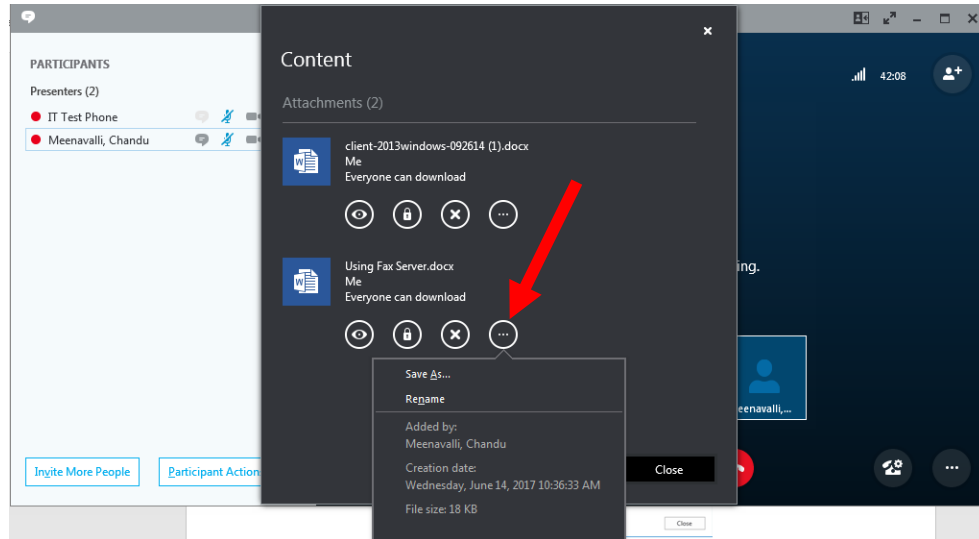 42:08
PARTICIPANTS
Presenters (2)
IT Test Phone
Meenavalli, Chandu
Invite More People
Participant Action
Content
Attachments (2)
client-2013windows-092614 (1).docx
Me
Everyone can download
Using Fax Server.docx
Me
Everyone can download
Save As...
Rename
Added by:
Meenavalli, Chandu
Creation date:
Wednesday, June 14, 2017 10:36:33 AM
File size: 18 KB
Close
ing.
eenavalli,...
Close